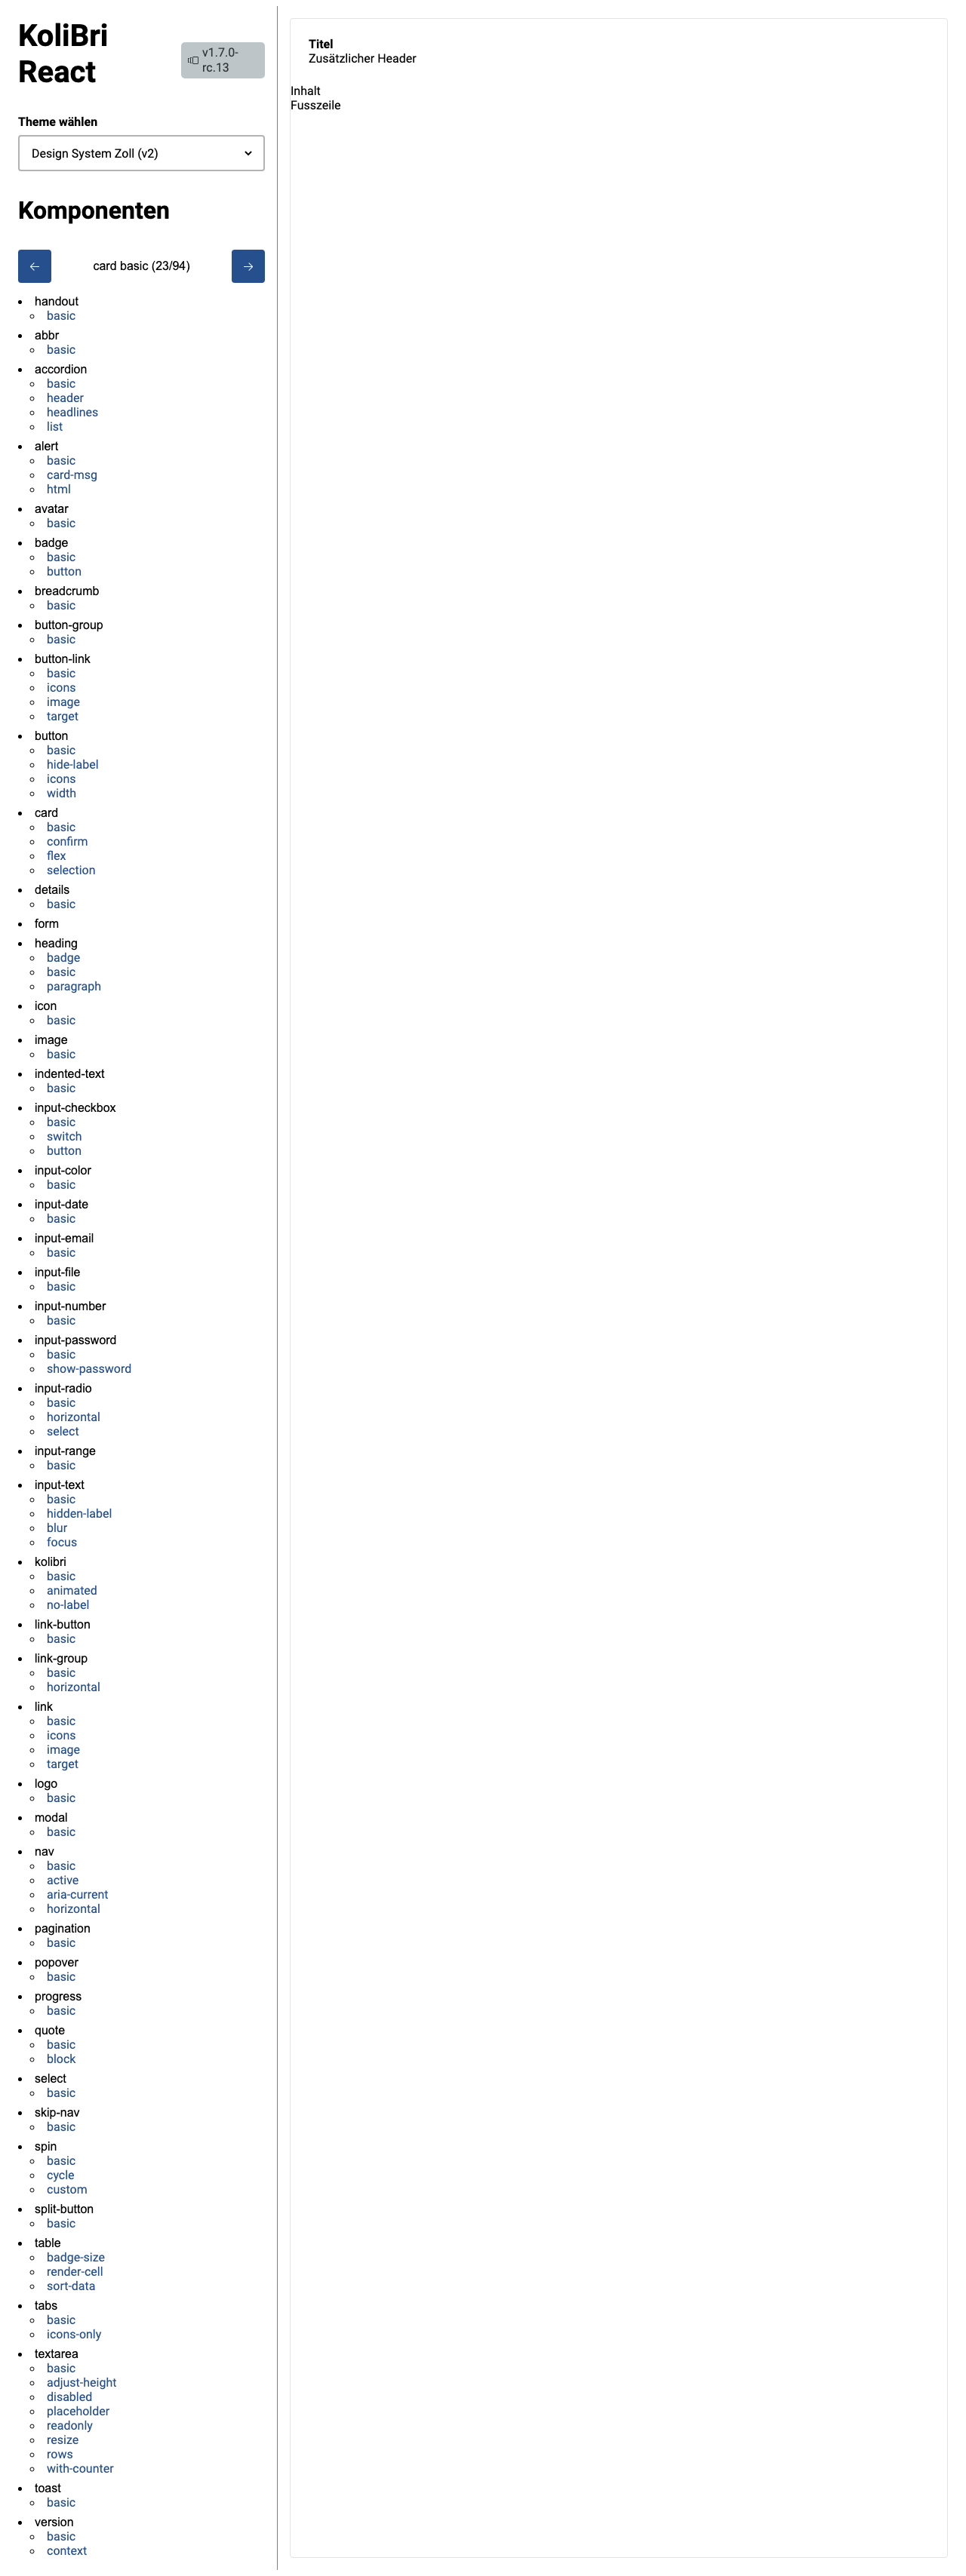 KoliBri
React
v1.7.0-
rc.13
Theme wählen
Design System Zoll (v2)
Komponenten
card basic (23/94)
handout
basic
abbr
basic
accordion
basic
header
headlines
list
alert
basic
card-msg
html
avatar
basic
badge
basic
button
breadcrumb
basic
button-group
basic
button-link
basic
icons
image
target
button
basic
hide-label
icons
width
card
basic
confirm
flex
selection
details
basic
form
heading
badge
basic
paragraph
icon
basic
image
basic
indented-text
basic
input-checkbox
basic
switch
button
input-color
basic
input-date
basic
input-email
basic
input-file
basic
input-number
basic
input-password
basic
show-password
input-radio
basic
horizontal
select
input-range
basic
input-text
basic
hidden-label
blur
focus
kolibri
basic
animated
no-label
link-button
basic
link-group
basic
horizontal
link
basic
icons
image
target
logo
basic
modal
basic
nav
basic
active
aria-current
horizontal
pagination
basic
popover
basic
progress
basic
quote
basic
block
select
basic
skip-nav
basic
spin
basic
cycle
custom
split-button
basic
table
badge-size
render-cell
sort-data
tabs
basic
icons-only
textarea
basic
adjust-height
disabled
placeholder
readonly
resize
rows
with-counter
toast
basic
version
basic
context
Titel
Zusätzlicher Header
Inhalt
Fusszeile